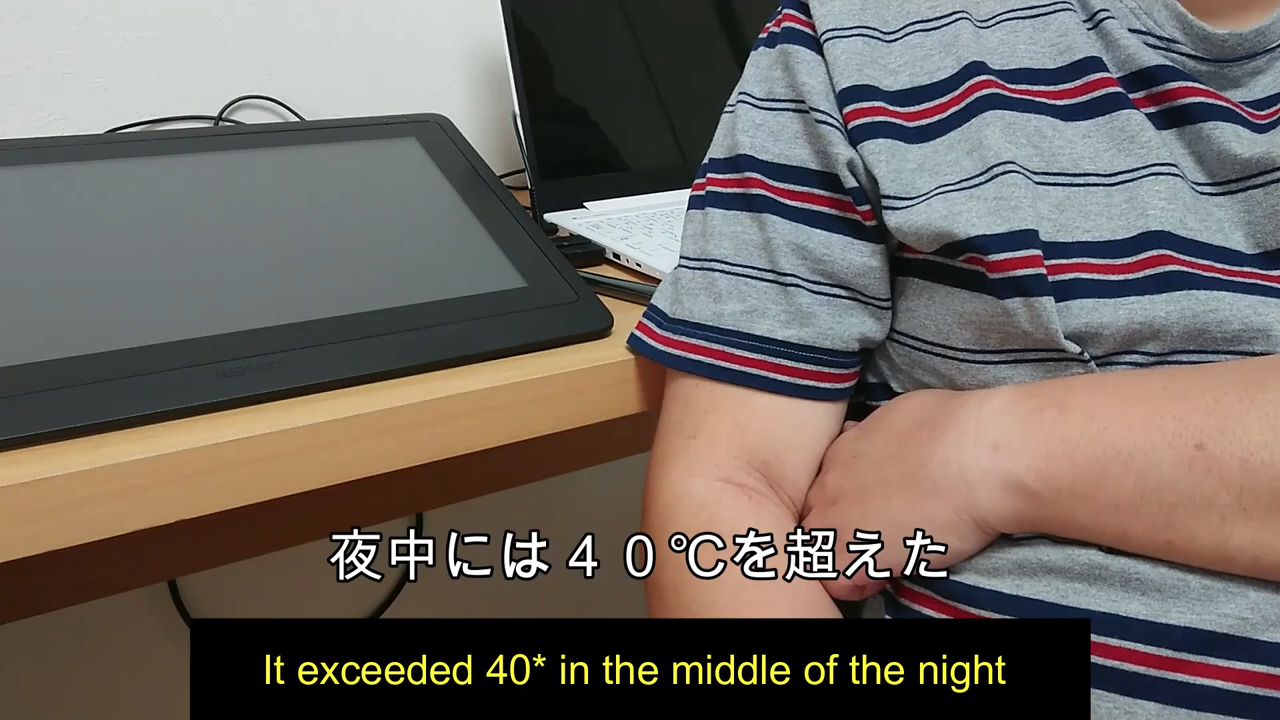 夜中には４０℃を超えた
It exceeded 40* in the middle of the night